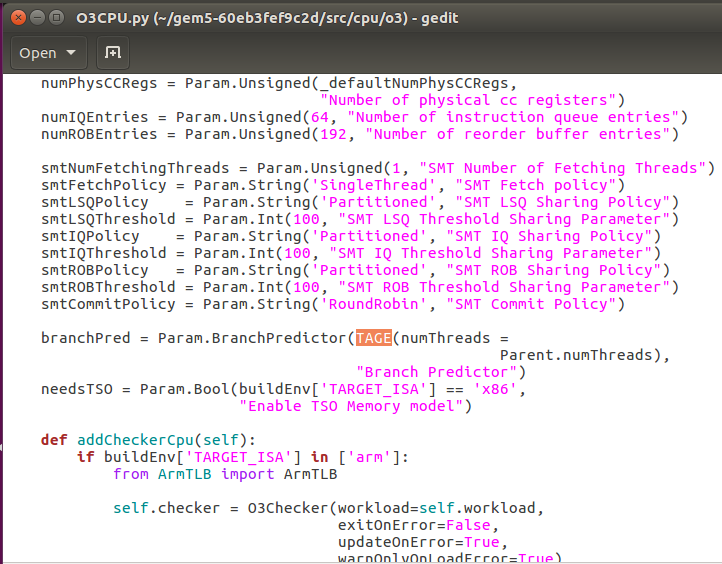 O3CPU.py (~/gem5-60eb3fef9c2d/src/cpu/o3) - gedit
Open
numPhysCCRegs = Param.Unsigned(_defaultNumPhysCCRegs,
"Number of physical cc registers")
numIQEntries = Param.Unsigned(64, "Number of instruction queue entries")
numROBEntries = Param.Unsigned(192, "Number of reorder buffer entries")
smtNumFetchingThreads = Param.Unsigned(1, "SMT Number of Fetching Threads")
smtFetchPolicy = Param.String('SingleThread', "SMT Fetch policy")
smtLSQPolicy    = Param.String('Partitioned', "SMT LSQ Sharing Policy")
smtLSQThreshold = Param.Int(100, "SMT LSQ Threshold Sharing Parameter")
smtIQPolicy    = Param.String('Partitioned', "SMT IQ Sharing Policy")
smtIQThreshold = Param.Int(100, "SMT IQ Threshold Sharing Parameter")
smtROBPolicy   = Param.String('Partitioned', "SMT ROB Sharing Policy")
smtROBThreshold = Param.Int(100, "SMT ROB Threshold Sharing Parameter")
smtCommitPolicy = Param.String('RoundRobin', "SMT Commit Policy")
branchPred = Param.BranchPredictor(TAGE(numThreads =
Parent.numThreads),
"Branch Predictor")
needsTSO = Param.Bool(buildEnv['TARGET_ISA'] == 'x86',
"Enable TSO Memory model")
def addCheckerCpu(self):
if buildEnv['TARGET_ISA'] in ['arm']:
from ArmTLB import ArmTLB
self.checker = O3Checker(workload=self.workload,
exitOnError=False,
updateOnError=True,
warnOnlyOnLoadError=True)